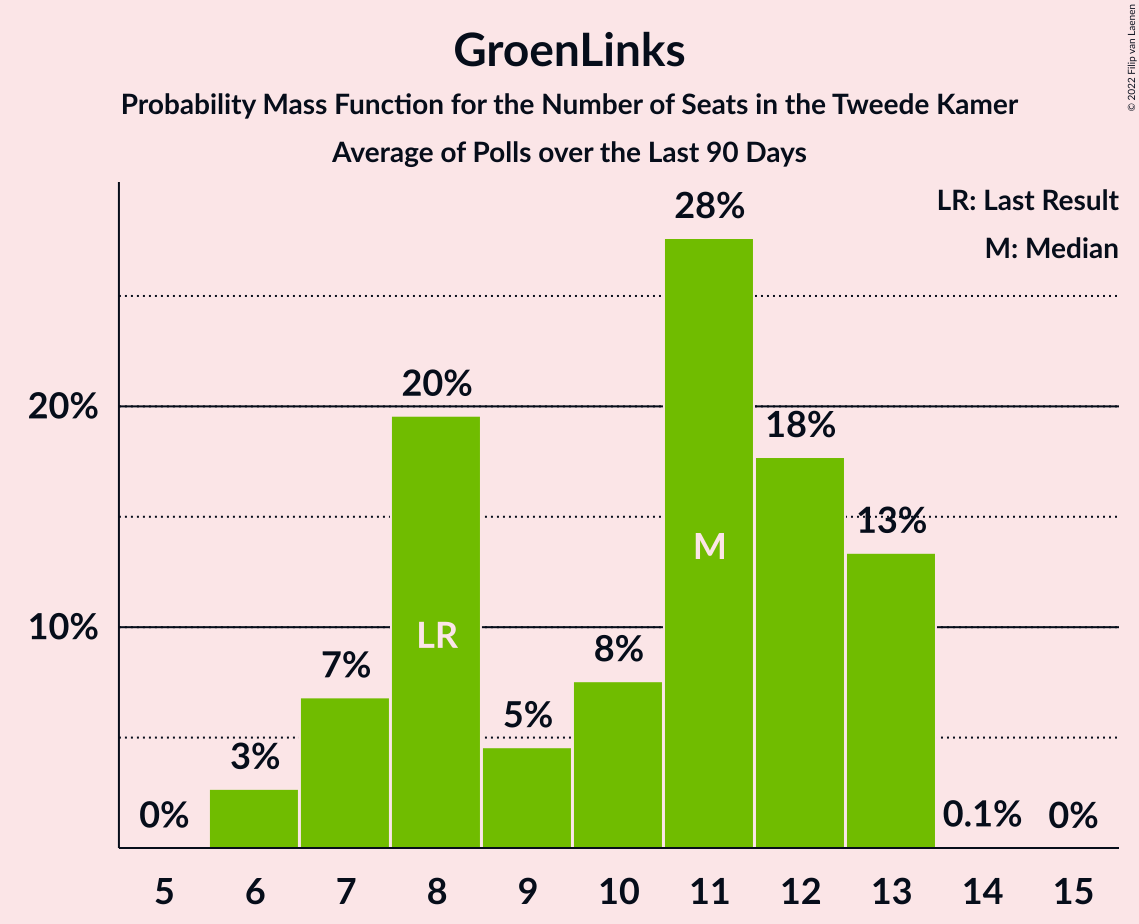 GroenLinks
Probability Mass Function for the Number of Seats in the Tweede Kamer
Average of Polls over the Last 90 Days
© 2022 Filip van Laenen
LR: Last Result
M: Median
28%
20%
20%
18%
13%
M
10%
LR
8%
7%
5%
3%
0%
0.1%
0%
5 6 7 8 9 10 11 12 13 14 15